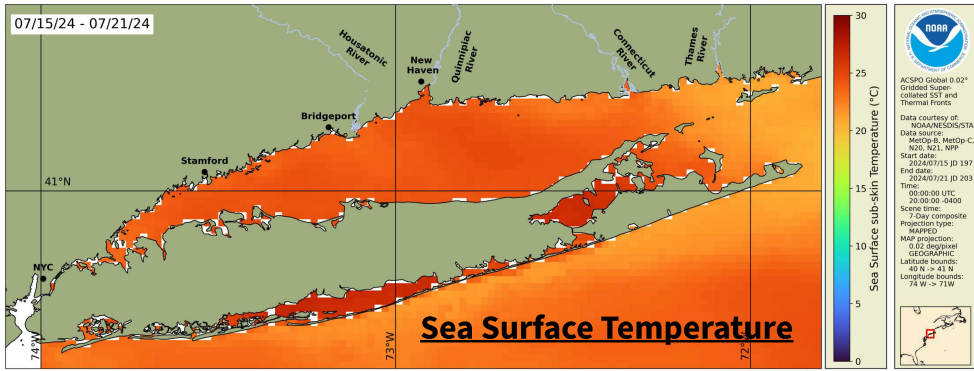 07/15/24 - 07/21/24
Housatonic
River
Quinnipiac
River
Connecticut
River
Thames
River
New
Haven
Bridgeport
Stamford
41°N
NYC
74°W
73°W
72°W
Sea Surface Temperature
30
25
20
15
10
5
0
Sea Surface sub-skin Temperature (°C)
NOAA
ACSPO Global 0.02°
Gridded Super-
collated SST and
Thermal Fronts
Data courtesy of:
NOAA/NESDIS/STA
Data source:
MetOp-B, MetOp-C,
N20, N21, NPP
Start date:
2024/07/15 JD 197
End date:
2024/07/21 JD 203
Time:
00:00:00 UTC
20:00:00 -0400
Scene time:
7-Day composite
Projection type:
MAPPED
MAP projection:
0.02 deg/pixel
GEOGRAPHIC
Latitude bounds:
40 N -> 41 N
Longitude bounds:
74 W -> 71W